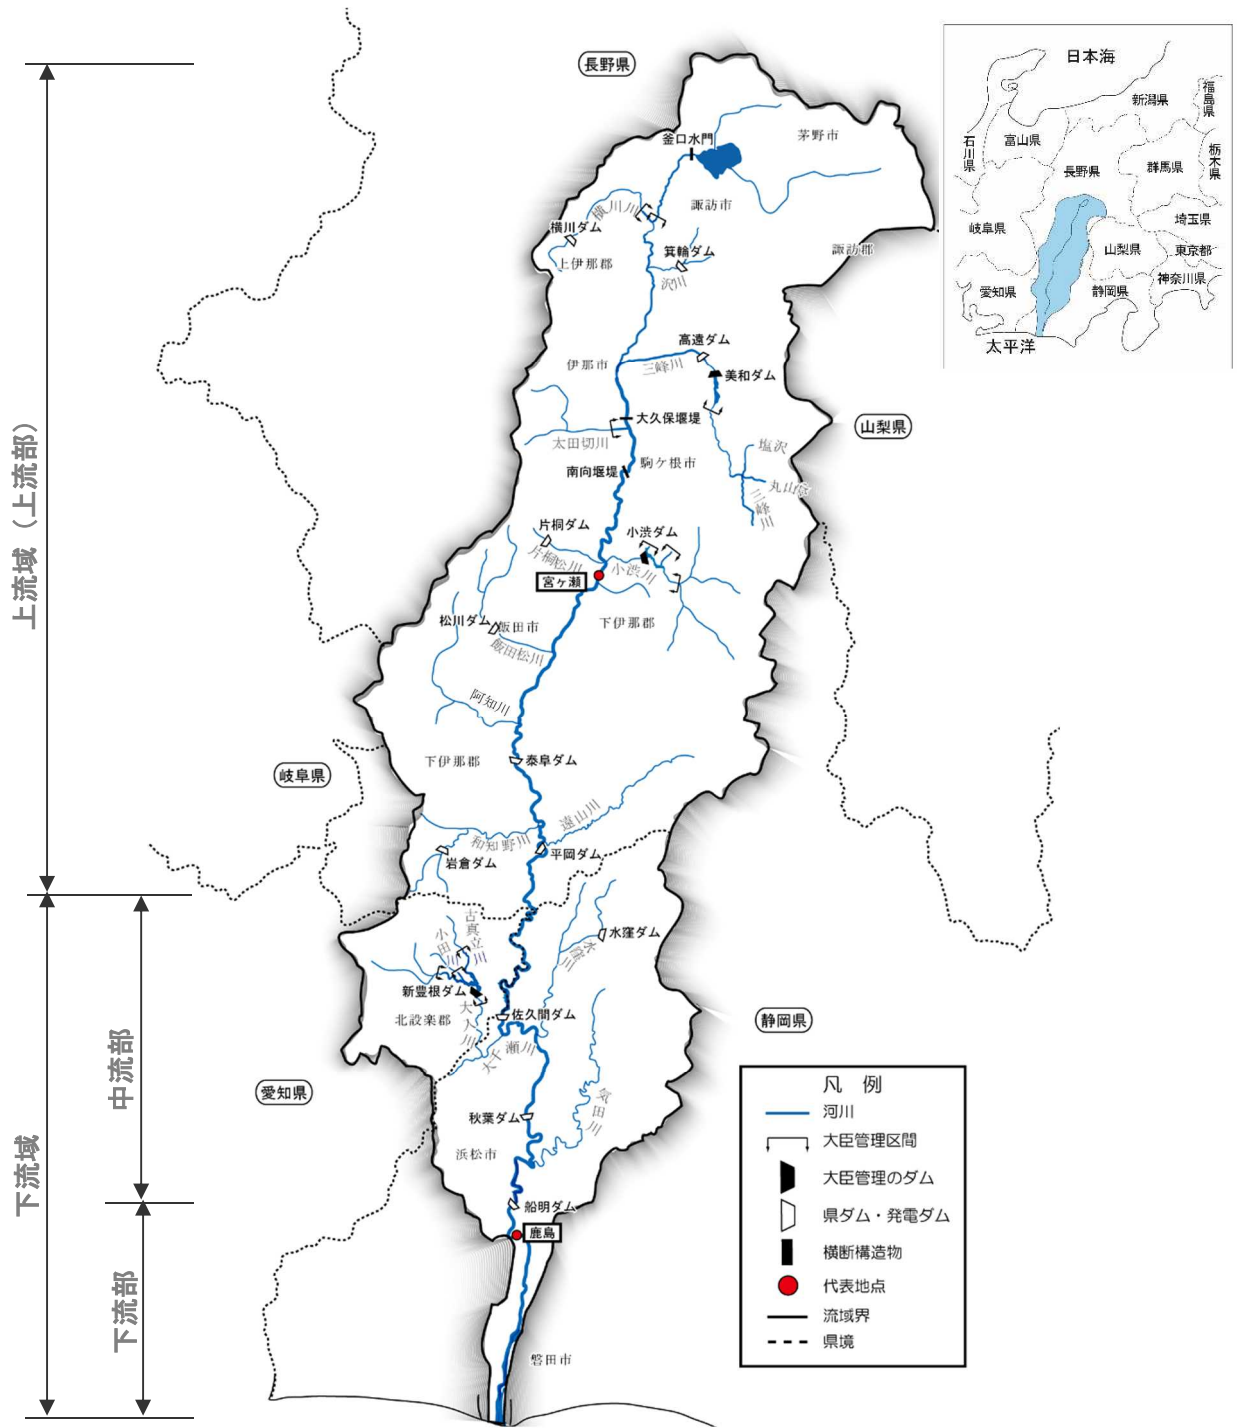 長野県
茅野市
釜口水門
諏訪市
横川川
横川ダム
上伊那郡
箕輪ダム
沢川
諏訪郡
高遠ダム
伊那市
三峰川
美和ダム
大久保堰堤
太田切川
山梨県
塩沢
駒ケ根市
南向堰堤
丸山谷
三峰川
片桐ダム
小渋ダム
片桐松川
小渋川
宮ヶ瀬
松川ダム
飯田市
下伊那郡
飯田松川
阿知川
下伊那郡
泰阜ダム
岐阜県
遠山川
和知野川
岩倉ダム
平岡ダム
古真立川
小田川
水窪ダム
水窪川
新豊根ダム
大入川
北設楽郡
佐久間ダム
大千瀬川
静岡県
愛知県
気田川
秋葉ダム
浜松市
船明ダム
鹿島
磐田市
上流域（上流部）
下流域
中流部
下流部
日本海
新潟県
福島県
富山県
石川県
栃木県
長野県
群馬県
岐阜県
埼玉県
山梨県
東京都
愛知県
静岡県
神奈川県
太平洋
凡 例
河川
大臣管理区間
大臣管理のダム
県ダム・発電ダム
横断構造物
代表地点
流域界
県境